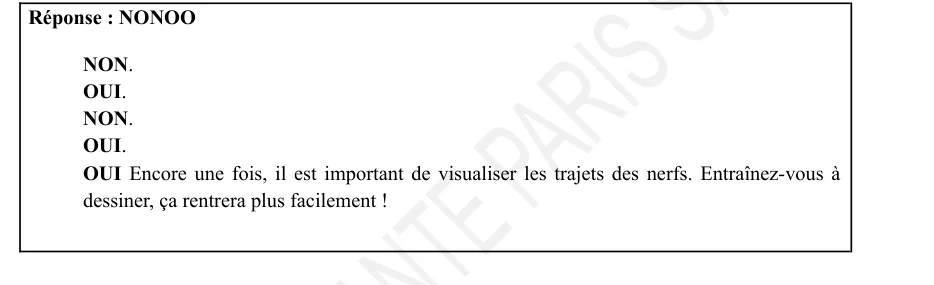 Réponse : NONOO
NON.
OUI.
NON.
OUI.
OUI Encore une fois, il est important de visualiser les trajets des nerfs. Entraînez-vous à
dessiner, ça rentrera plus facilement !
PARIS